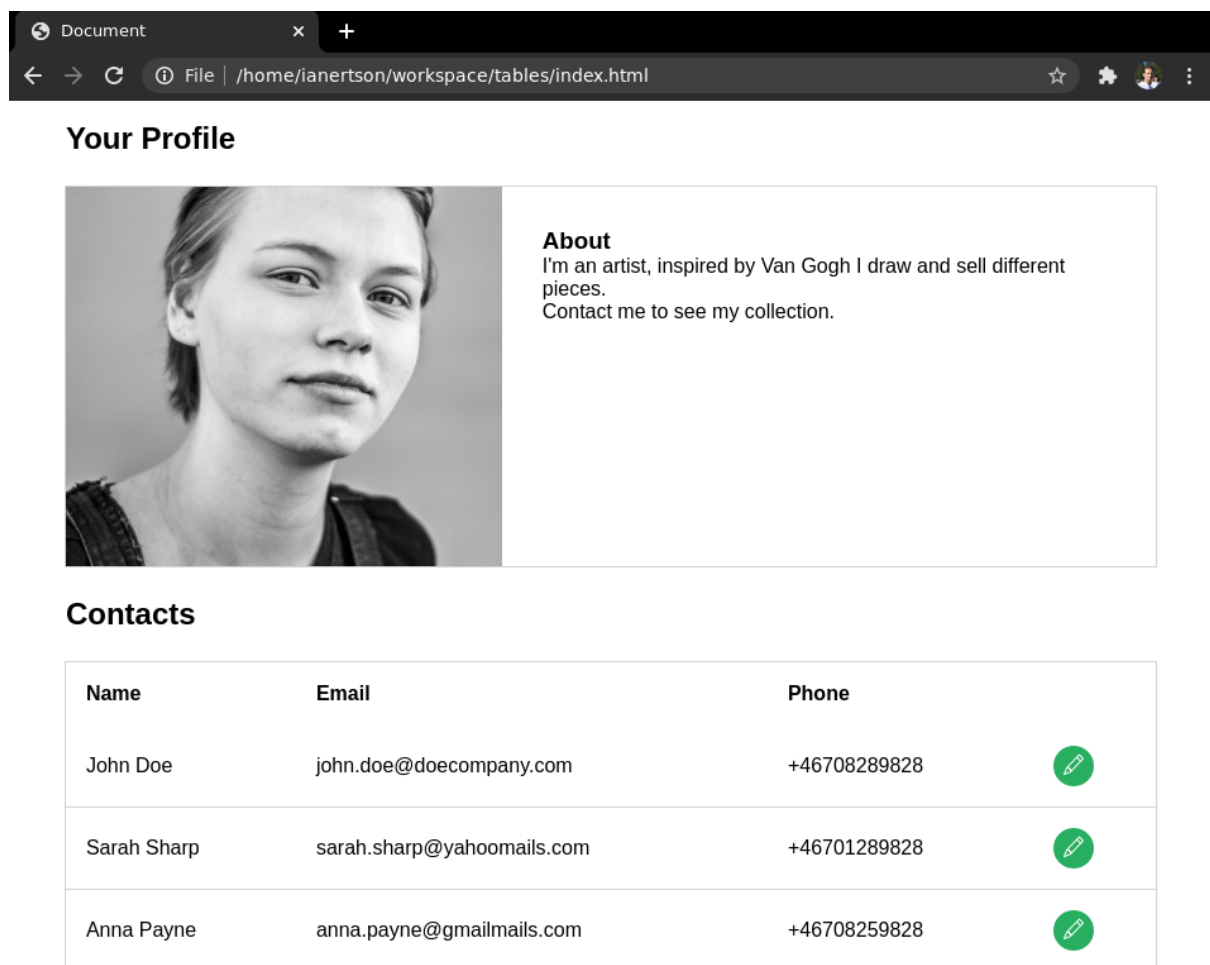 Document
File | /home/ianertson/workspace/tables/index.html
Your Profile
About
I'm an artist, inspired by Van Gogh I draw and sell different
pieces.
Contact me to see my collection.
Contacts
Name Email Phone
John Doe john.doe@doecompany.com +46708289828
Sarah Sharp sarah.sharp@yahoomails.com +46701289828
Anna Payne anna.payne@gmailmails.com +46708259828